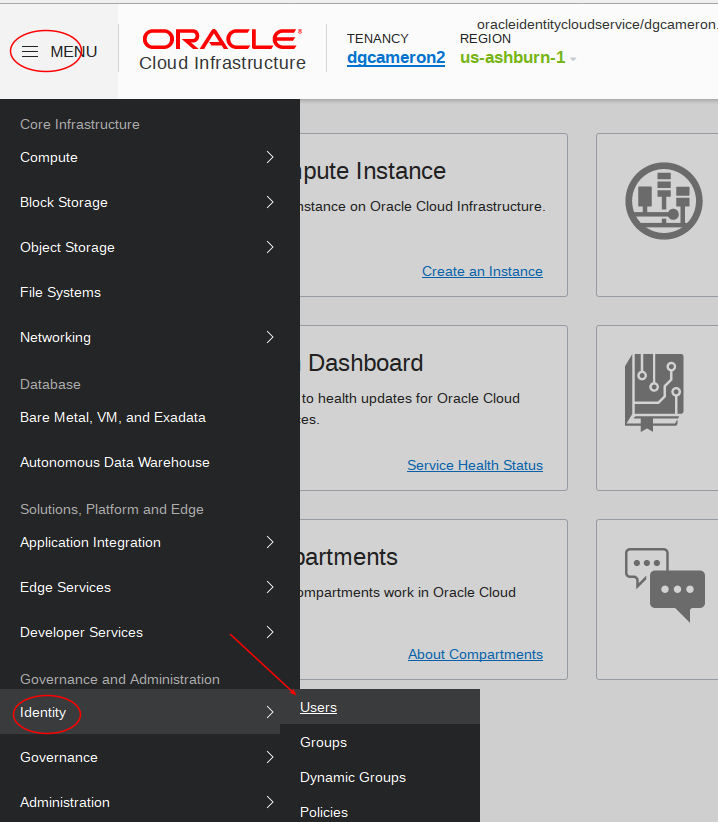 oracleidentitycloudservice/dgcameron.
MENU
ORACLE®
Cloud Infrastructure
TENANCY
dgcameron2
REGION
us-ashburn-1
Core Infrastructure
Compute
Block Storage
Object Storage
File Systems
Networking
Database
Bare Metal, VM, and Exadata
Autonomous Data Warehouse
Solutions, Platform and Edge
Application Integration
Edge Services
Developer Services
Governance and Administration
Identity
Governance
Administration
Users
Groups
Dynamic Groups
Policies
pute Instance
nstance on Oracle Cloud Infrastructure.
Create an Instance
Dashboard
to health updates for Oracle Cloud
es.
Service Health Status
partments
ompartments work in Oracle Cloud
About Compartments